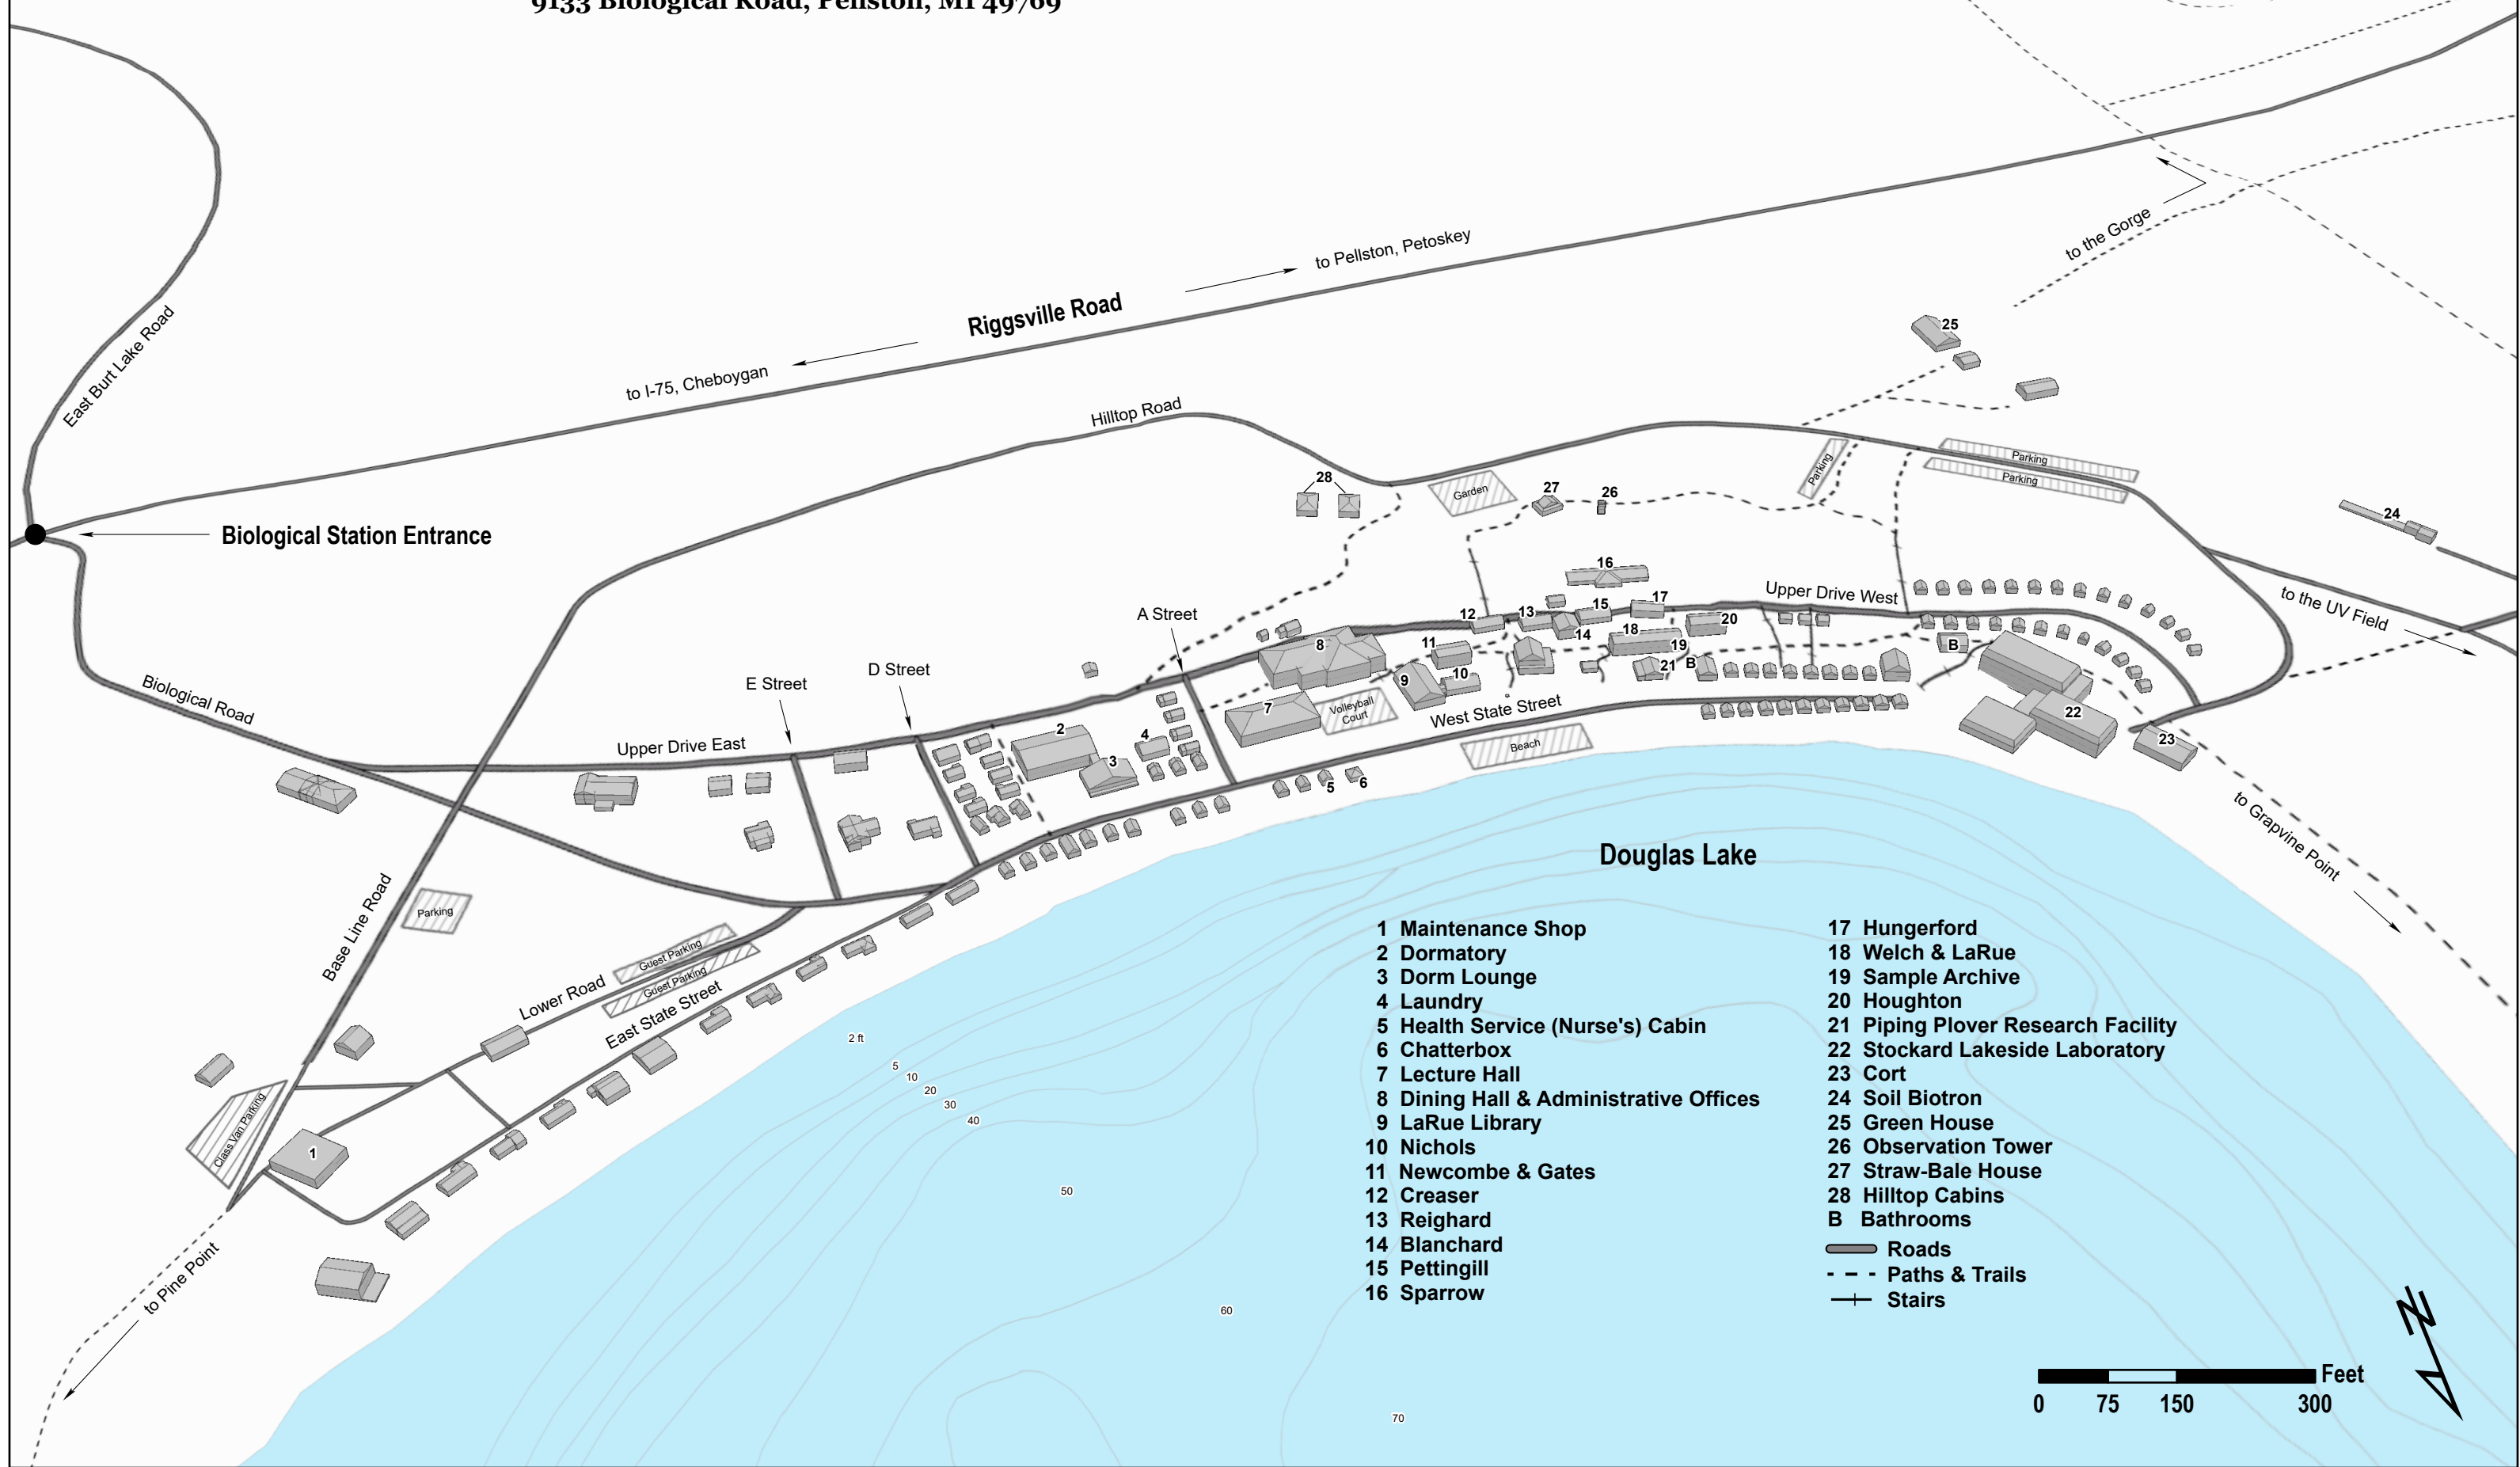 9133 Biological Road, Pellston, MI 49769
to the Gorge
to Pellston, Petoskey
Riggsville Road
to I-75, Cheboygan
East Burt Lake Road
Hilltop Road
25
Parking
Parking
Parking
28
Garden
27
26
24
Biological Station Entrance
16
Upper Drive West
to the UV Field
A Street
12
13
15
17
14
18
20
19
8
11
21
B
B
10
9
D Street
E Street
Biological Road
7
Volleyball
Court
West State Street
22
23
Upper Drive East
2
4
3
Beach
5
6
to Grapvine Point
Douglas Lake
Base Line Road
Parking
Guest Parking
Guest Parking
Lower Road
East State Street
Class Van Parking
1
to Pine Point
2 ft
5
10
20
30
40
50
60
70
1 Maintenance Shop
2 Dormatory
3 Dorm Lounge
4 Laundry
5 Health Service (Nurse's) Cabin
6 Chatterbox
7 Lecture Hall
8 Dining Hall & Administrative Offices
9 LaRue Library
10 Nichols
11 Newcombe & Gates
12 Creaser
13 Reighard
14 Blanchard
15 Pettingill
16 Sparrow
17 Hungerford
18 Welch & LaRue
19 Sample Archive
20 Houghton
21 Piping Plover Research Facility
22 Stockard Lakeside Laboratory
23 Cort
24 Soil Biotron
25 Green House
26 Observation Tower
27 Straw-Bale House
28 Hilltop Cabins
B Bathrooms
Roads
Paths & Trails
Stairs
N
Feet
0 75 150 300